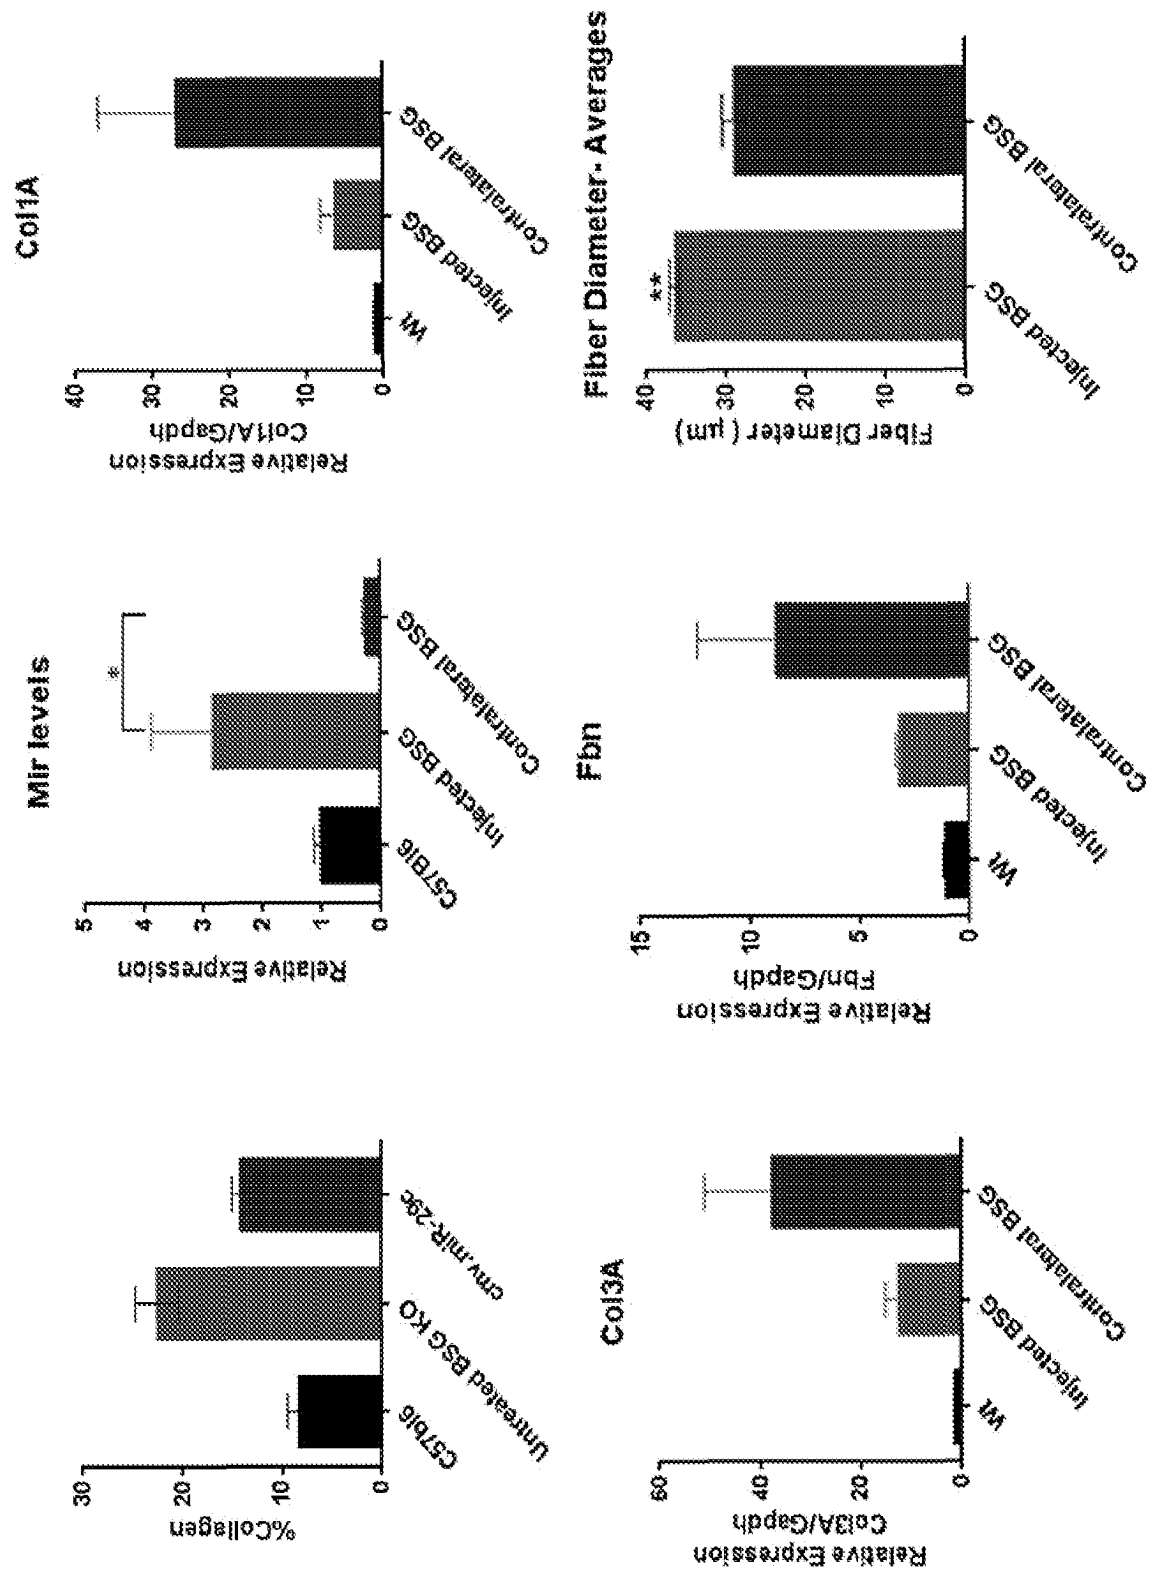 %Collagen
30
20
10
0
C57bl6
Untreated BSG KO
cmv.miR-29c
Mir levels
Relative Expression
5
4
3
2
1
0
*
C57Bl6
Injected BSG
Contralateral BSG
Col1A
Relative Expression
Col1A/Gapdh
40
30
20
10
0
Wt
Injected BSG
Contralateral BSG
Col3A
Relative Expression
Col3A/Gapdh
60
40
20
0
Wt
Injected BSG
Contralateral BSG
Fbn
Relative Expression
Fbn/Gapdh
15
10
5
0
Wt
Injected BSG
Contralateral BSG
Fiber Diameter- Averages
Fiber Diameter ( µm)
40
30
20
10
0
**
Injected BSG
Contralateral BSG